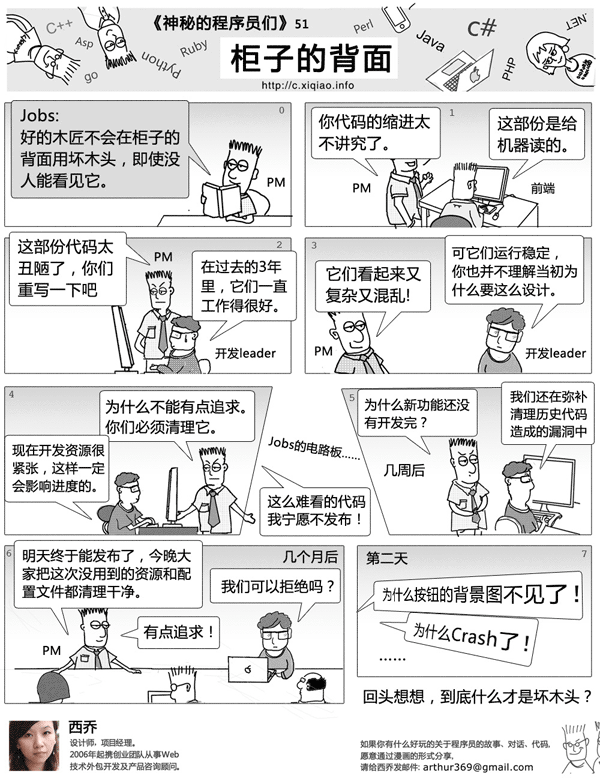 《神秘的程序员们》51
C++
Asp
go
python
Ruby
Perl
Java
c#
PHP
.NET
柜子的背面
http://c.xiqiao.info
0
Jobs:
好的木匠不会在柜子的
背面用坏木头，即使没
人能看见它。
PM
1
你代码的缩进太
不讲究了。
这部份是给
机器读的。
PM
前端
2
这部份代码太
丑陋了，你们
重写一下吧
PM
在过去的3年
里，它们一直
工作得很好。
开发leader
3
它们看起来又
复杂又混乱!
可它们运行稳定，
你也并不理解当初为
什么要这么设计。
PM
开发leader
4
为什么不能有点追求。
你们必须清理它。
现在开发资源很
紧张，这样一定
会影响进度的。
Jobs的电路板......
这么难看的代码
我宁愿不发布！
5
为什么新功能还没
有开发完？
我们还在弥补
清理历史代码
造成的漏洞中
几周后
6
明天终于能发布了，今晚大
家把这次没用到的资源和配
置文件都清理干净。
几个月后
我们可以拒绝吗？
有点追求！
PM
第二天
7
为什么按钮的背景图不见了！
为什么Crash了！
......
回头想想，到底什么才是坏木头？
西乔
设计师，项目经理。
2006年起携创业团队从事Web
技术外包开发及产品咨询顾问。
如果你有什么好玩的关于程序员的故事、对话、代码，
愿意通过漫画的形式分享，
请给西乔发邮件: arthur369@gmail.com